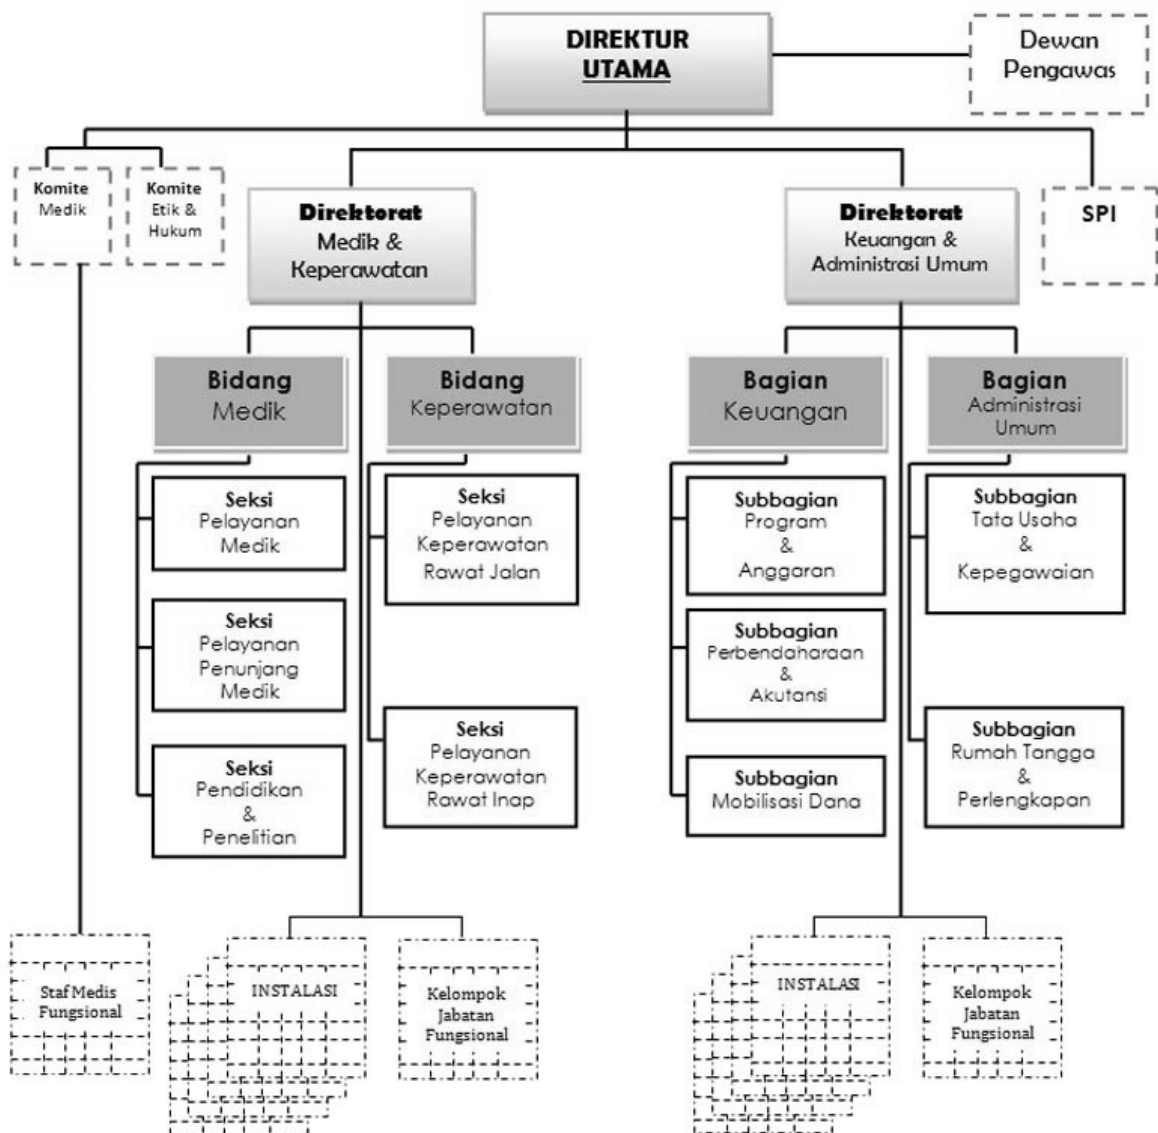 DIREKTUR
UTAMA
Dewan
Pengawas
Komite
Medik
Komite
Etik &
Hukum
Direktorat
Medik &
Keperawatan
Direktorat
Keuangan &
Administrasi Umum
SPI
Bidang
Medik
Bidang
Keperawatan
Bagian
Keuangan
Bagian
Administrasi
Umum
Seksi
Pelayanan
Medik
Seksi
Pelayanan
Keperawatan
Rawat Jalan
Subbagian
Program
&
Anggaran
Subbagian
Tata Usaha
&
Kepegawaian
Seksi
Pelayanan
Penunjang
Medik
Subbagian
Perbendaharaan
&
Akutansi
Seksi
Pelayanan
Keperawatan
Rawat Inap
Subbagian
Rumah Tangga
&
Perlengkapan
Seksi
Pendidikan
&
Penelitian
Subbagian
Mobilisasi Dana
Staf Medis
Fungsional
INSTALASI
Kelompok
Jabatan
Fungsional
INSTALASI
Kelompok
Jabatan
Fungsional